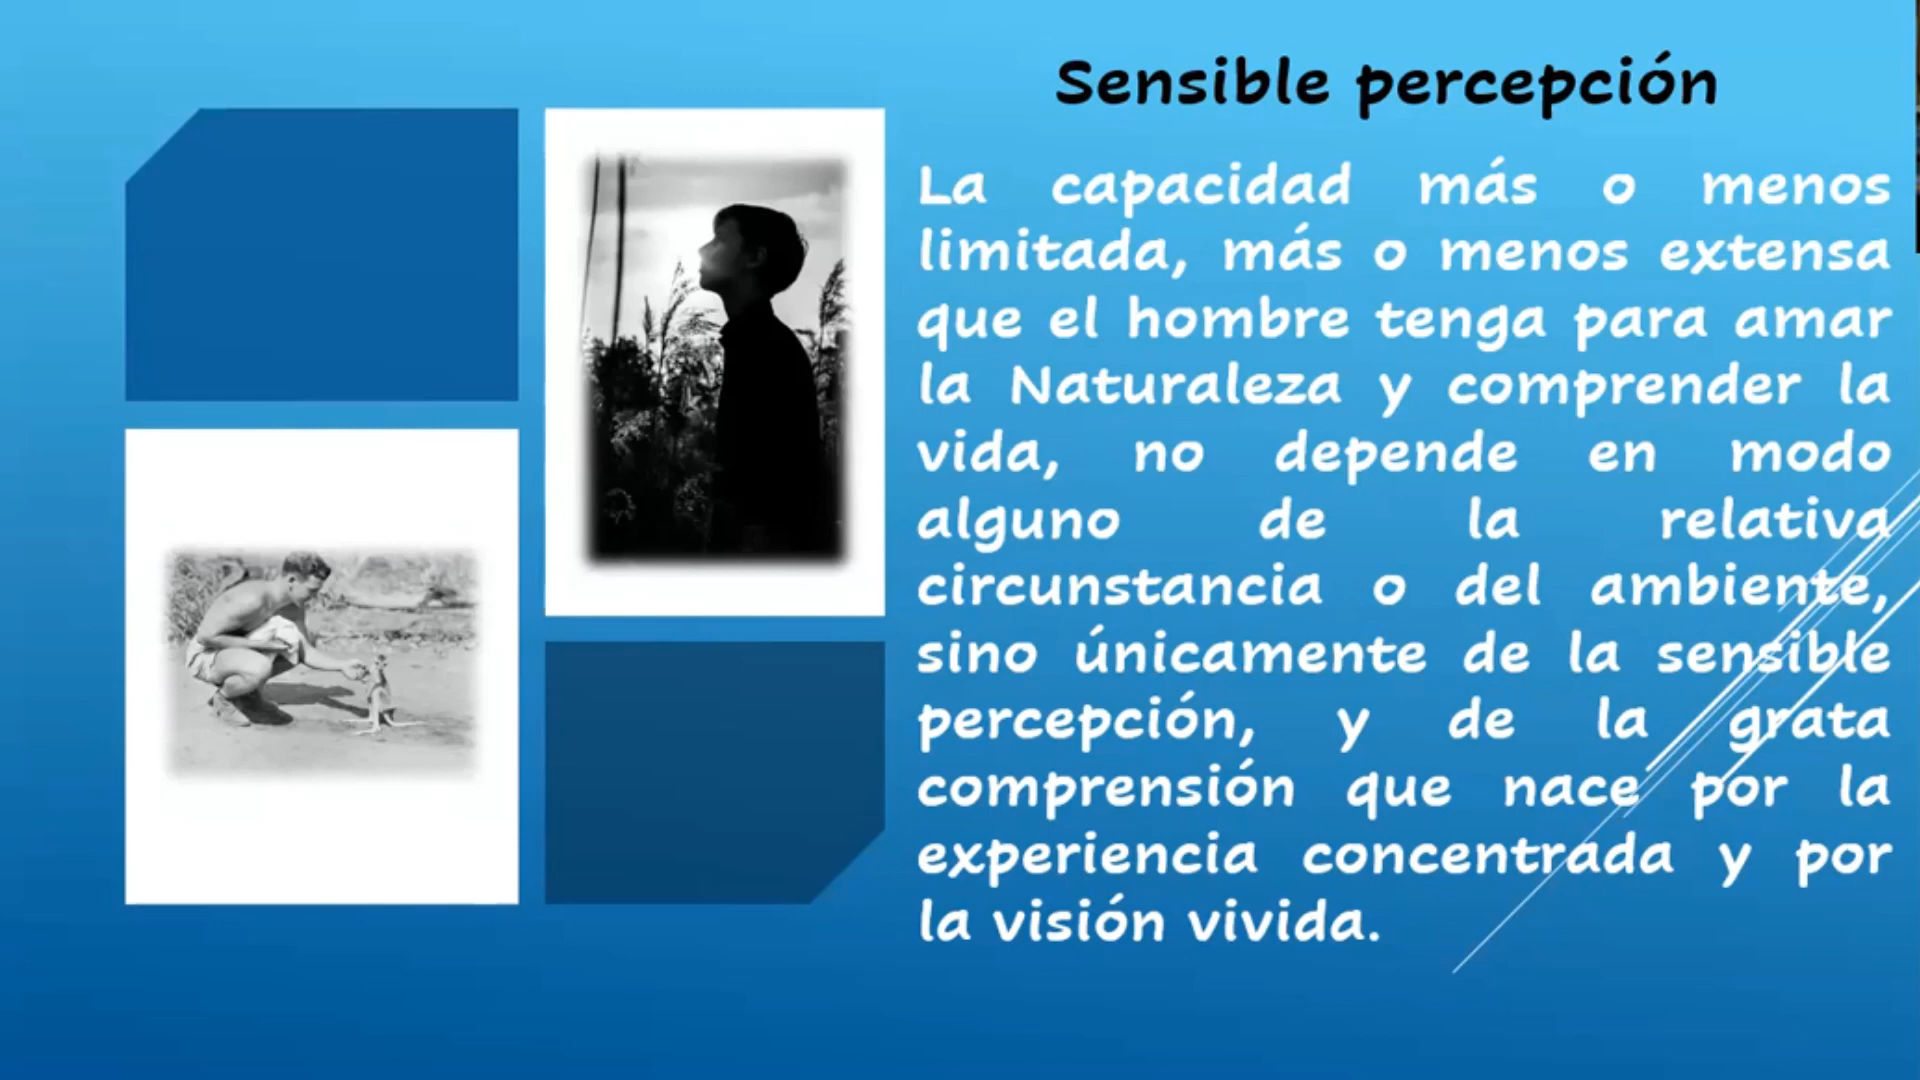 Sensible percepción
La capacidad más o menos
limitada, más o menos extensa
que el hombre tenga para amar
la Naturaleza y comprender la
vida, no depende en modo
alguno de la relativa
circunstancia o del ambiente,
sino únicamente de la sensible
percepción, y de la grata
comprensión que nace por la
experiencia concentrada y por
la visión vivida.